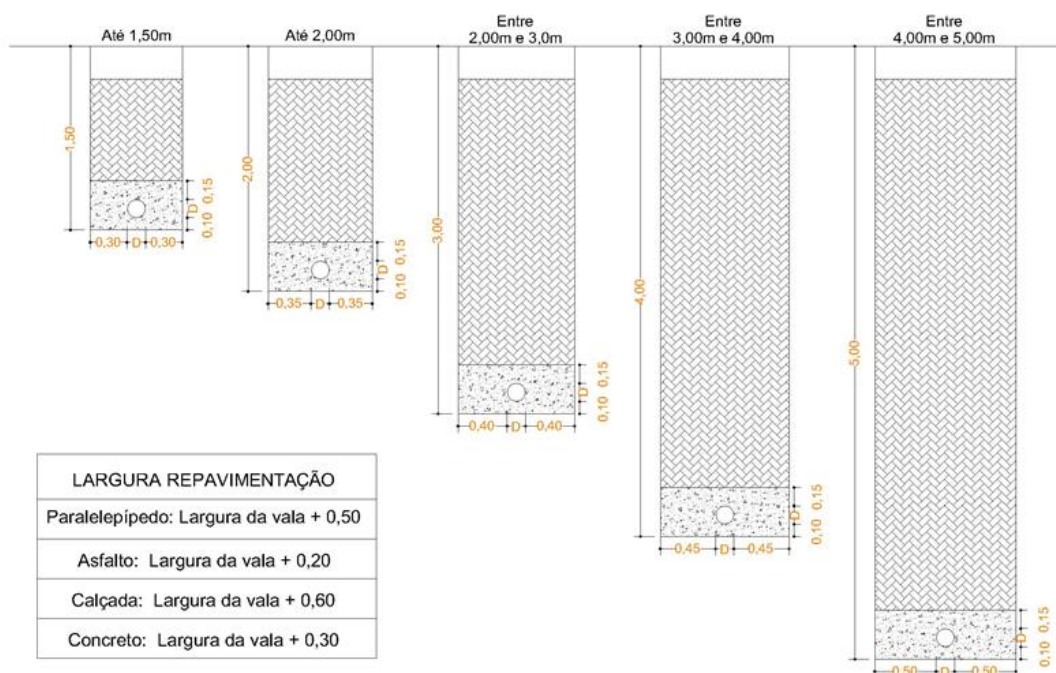 Até 1,50m
Até 2,00m
Entre
2,00m e 3,0m
Entre
3,00m e 4,00m
Entre
4,00m e 5,00m
1,50
0,15
D
0,10
0,30 D 0,30
2,00
0,15
D
0,10
0,35 D 0,35
3,00
0,15
D
0,10
0,40 D 0,40
4,00
0,15
D
0,10
0,45 D 0,45
5,00
0,15
D
0,10
0,50 D 0,50
LARGURA REPAVIMENTAÇÃO
Paralelepípedo: Largura da vala + 0,50
Asfalto: Largura da vala + 0,20
Calçada: Largura da vala + 0,60
Concreto: Largura da vala + 0,30